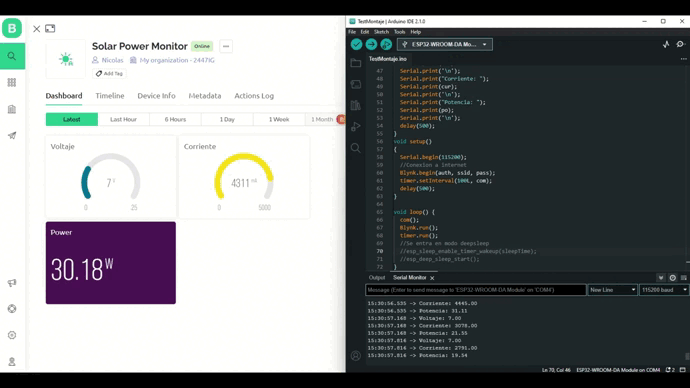 B
Solar Power Monitor
Online
Nicolas
My organization - 2447IG
Add Tag
Dashboard
Timeline
Device Info
Metadata
Actions Log
Latest
Last Hour
6 Hours
1 Day
1 Week
1 Month
Voltaje
7 V
0
25
Corriente
4311
0
5000
Power
30.18 W
TestMontaje | Arduino IDE 2.1.0
File Edit Sketch Tools Help
ESP32-WROOM-DA Mod...
TestMontaje.ino
47 Serial.print('\n');
48 Serial.print("Corriente: ");
49 Serial.print(cor);
50 Serial.print('\n');
51 Serial.print("Potencia: ");
52 Serial.print(po);
53 Serial.print('\n');
54 delay(500);
55 }
56 void setup()
57 {
58 Serial.begin(115200);
59 //Conexion a Internet
60 Blynk.begin(auth, ssid, pass);
61 timer.setInterval(100L, com);
62 delay(500);
63 }
64
65 void loop() {
66 com();
67 Blynk.run();
68 timer.run();
69 //Se entra en modo deepsleep
70 //esp_sleep_enable_timer_wakeup(sleepTime);
71 //esp_deep_sleep_start();
72 }
Output
Serial Monitor
Message (Enter to send message to 'ESP32-WROOM-DA Module' on 'COM4')
New Line
115200 baud
15:30:56.535 -> Corriente: 4445.00
15:30:56.535 -> Potencia: 31.11
15:30:57.168 -> Voltaje: 7.00
15:30:57.168 -> Corriente: 3078.00
15:30:57.168 -> Potencia: 21.55
15:30:57.816 -> Voltaje: 7.00
15:30:57.816 -> Corriente: 2791.00
15:30:57.816 -> Potencia: 19.54
Ln 70, Col 46
ESP32-WROOM-DA Module on COM4
2